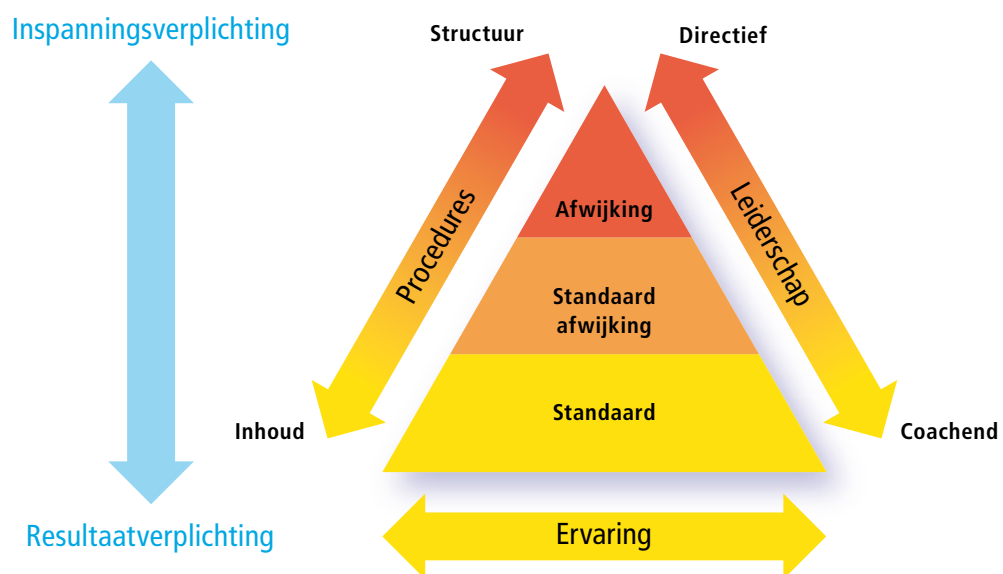 Inspanningsverplichting
Structuur
Directief
Procedures
Leiderschap
Afwijking
Standaard
afwijking
Standaard
Inhoud
Coachend
Resultaatverplichting
Ervaring